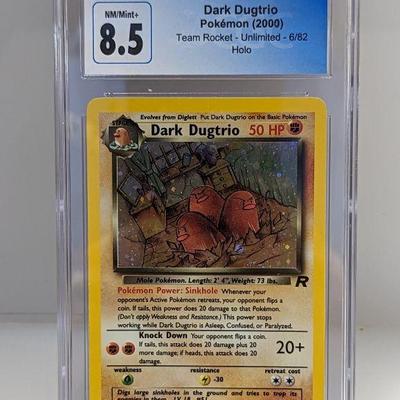 NM/Mint+
8.5
Dark Dugtrio
Pokémon (2000)
Team Rocket - Unlimited - 6/82
Holo
Evolves from Diglett Put Dark Dugtrio on the Basic Pokémon
STAGE 1
Dark Dugtrio 50 HP
Mole Pokémon. Length: 2' 4", Weight: 73 lbs.
R
Pokémon Power: Sinkhole Whenever your
opponent's Active Pokémon retreats, your opponent flips a
coin. If tails, this power does 20 damage to that Pokémon.
(Don't apply Weakness and Resistance.) This power stops
working while Dark Dugtrio is Asleep, Confused, or Paralyzed.
Knock Down Your opponent flips a coin.
If tails, this attack does 20 damage plus 20
more damage; if heads, this attack does 20
damage.
20+
weakness resistance retreat cost
-30
Digs large sinkholes in the ground and tries to trap its